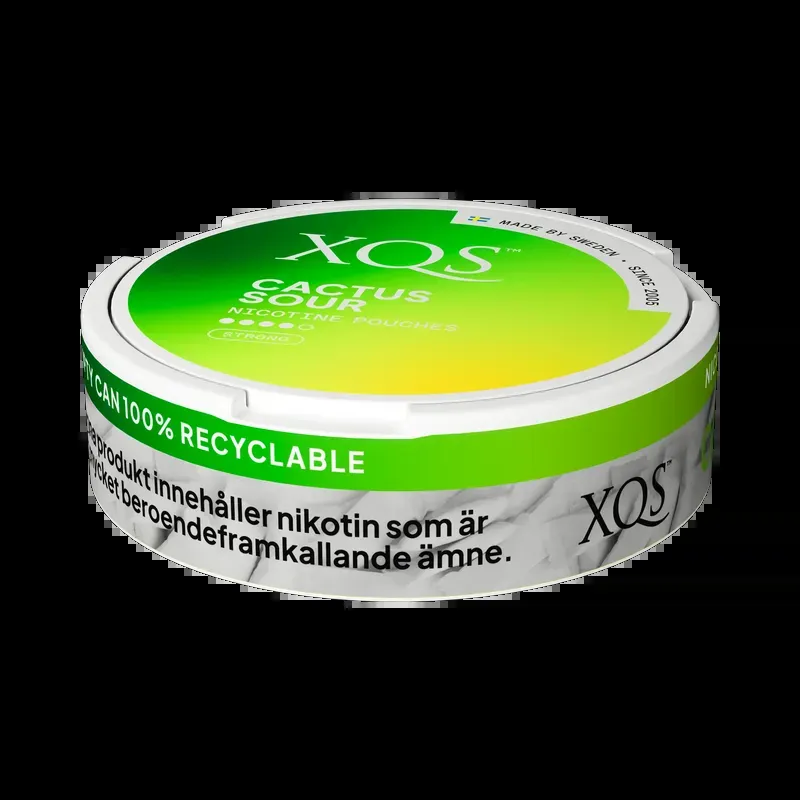 XQS™
MADE BY SWEDEN • SINCE 2005
CACTUS
SOUR
NICOTINE POUCHES
STRONG
CAN 100% RECYCLABLE
produkt innehåller nikotin som är
beroendeframkallande ämne.
XQS™